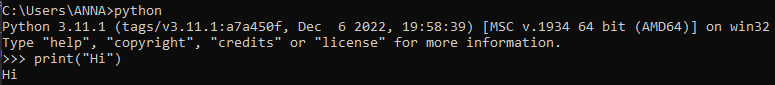 C:\Users\ANNA>python
Python 3.11.1 (tags/v3.11.1:a7a450f, Dec  6 2022, 19:58:39) [MSC v.1934 64 bit (AMD64)] on win32
Type "help", "copyright", "credits" or "license" for more information.
>>> print("Hi")
Hi